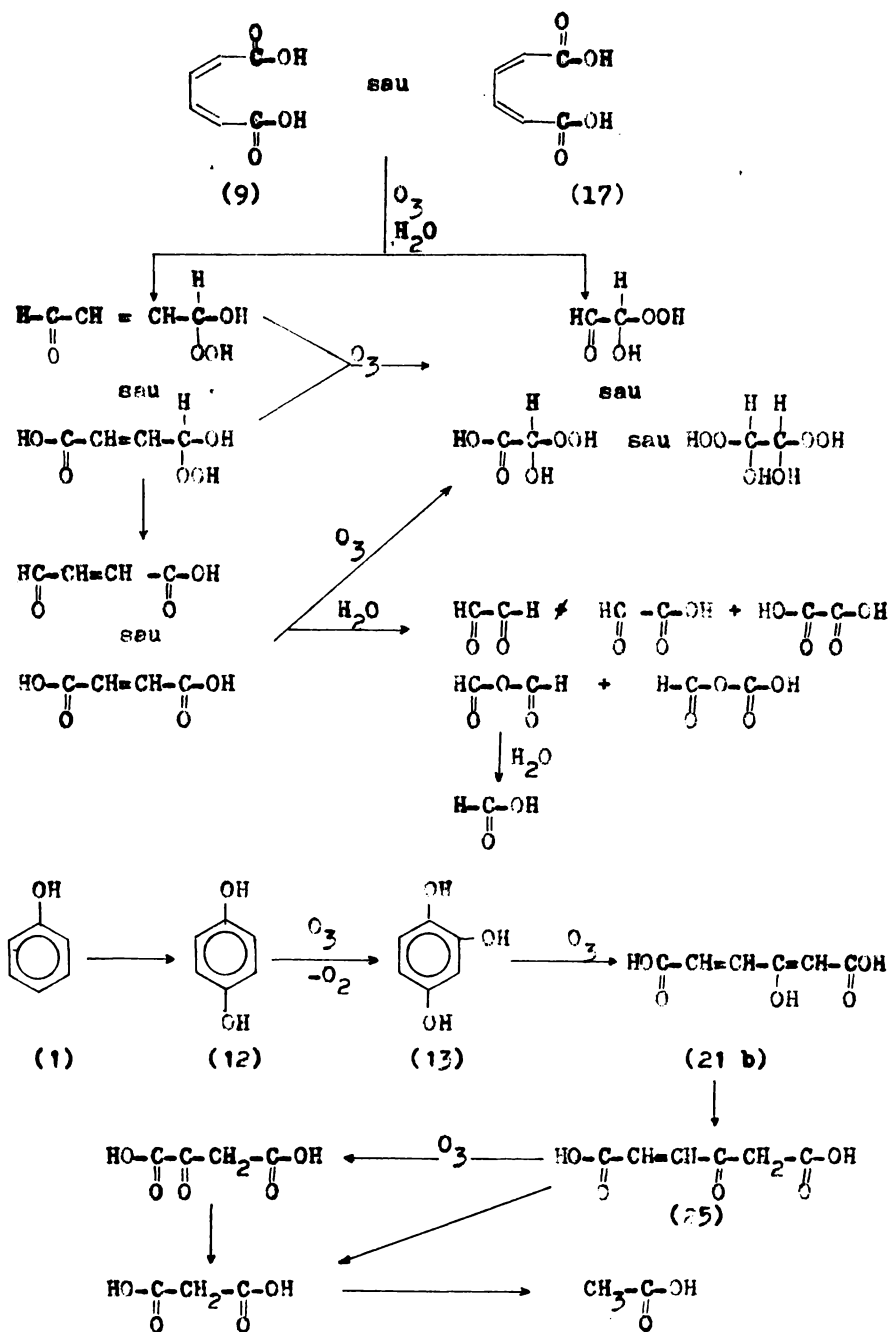 O O
C-OH sau C-OH
C-OH C-OH
O O
(9) (17)
O3
H2O
H H
H-C-CH = CH-C-OH HC-C-OOH
O OOH O3 O OH
sau sau
H H H H
HO-C-CH=CH-C-OH HO-C-OOH sau HOO-C-C-OOH
O OOH O OH OHOH
O3
HC-CH=CH-C-OH H2O HC-C-H HC-C-OH + HO-C-C-OH
O O O O O O O O
sau
HO-C-CH=CH-C-OH HC-O-CH + H-C-O-C-OH
O O O O O O
H2O
H-C-OH
O
OH OH OH
O3 OH O3 HO-C-CH=CH-C=CH-COH
-O2 O OH O
OH OH
(1) (12) (13) (21 b)
HO-C-C-CH2-C-OH O3 HO-C-CH=CH-C-CH2-C-OH
O O O O O O
(25)
HO-C-CH2-C-OH CH3-C-OH
O O O